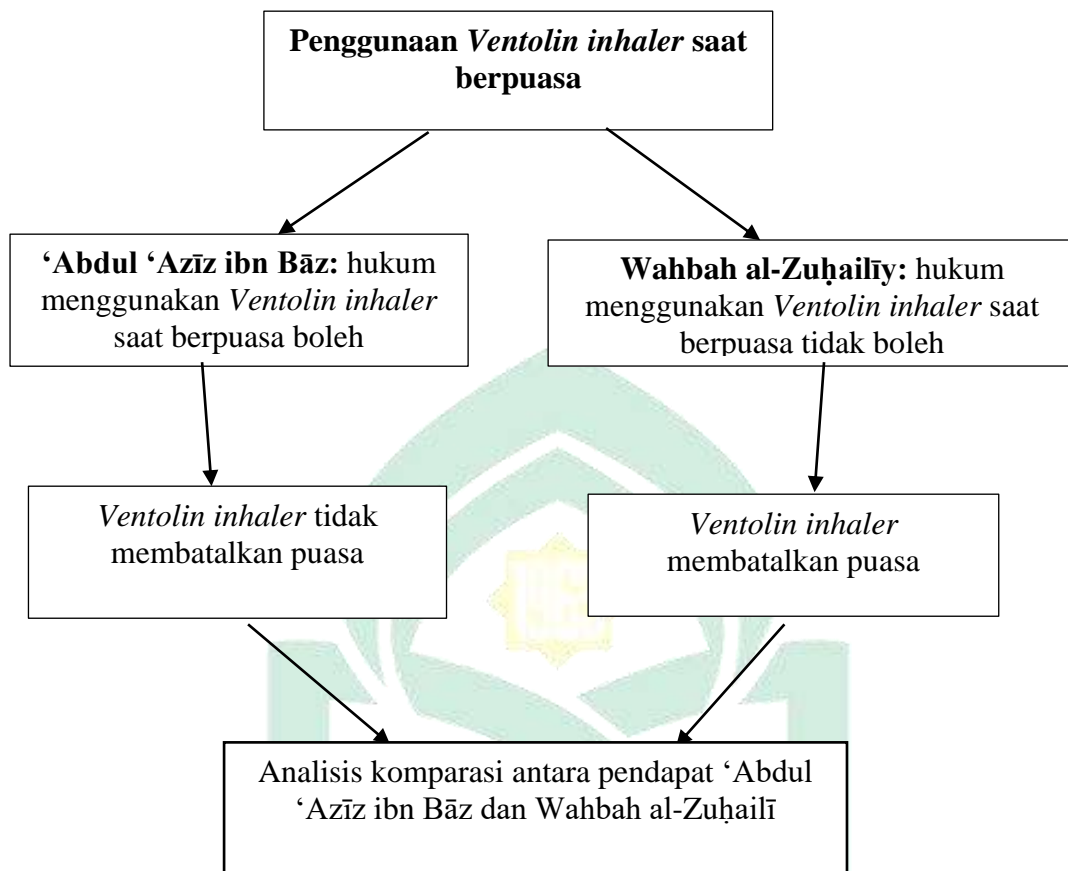 Penggunaan Ventolin inhaler saat
berpuasa
‘Abdul ‘Azīz ibn Bāz: hukum
menggunakan Ventolin inhaler
saat berpuasa boleh
Wahbah al-Zuḥailīy: hukum
menggunakan Ventolin inhaler saat
berpuasa tidak boleh
Ventolin inhaler tidak
membatalkan puasa
Ventolin inhaler
membatalkan puasa
Analisis komparasi antara pendapat ‘Abdul
‘Azīz ibn Bāz dan Wahbah al-Zuḥailī